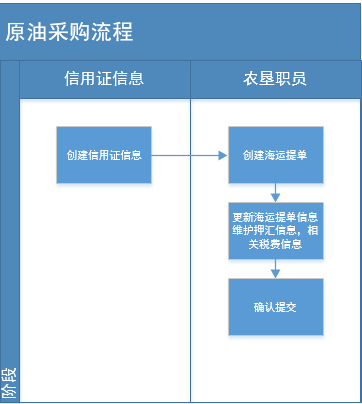 原油采购流程
信用证信息
农垦职员
创建信用证信息
创建海运提单
更新海运提单信息
维护押汇信息，相
关税费信息
确认提交
阶段